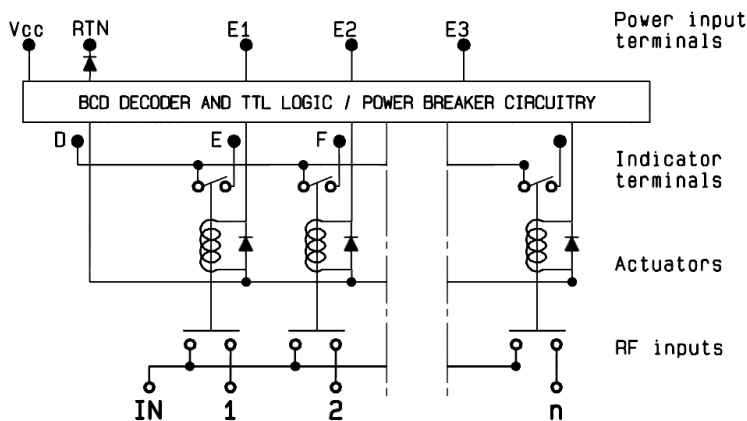 Vcc RTN E1 E2 E3 Power input
terminals
BCD DECODER AND TTL LOGIC / POWER BREAKER CIRCUITRY
D E F Indicator
terminals
Actuators
RF inputs
IN 1 2 n